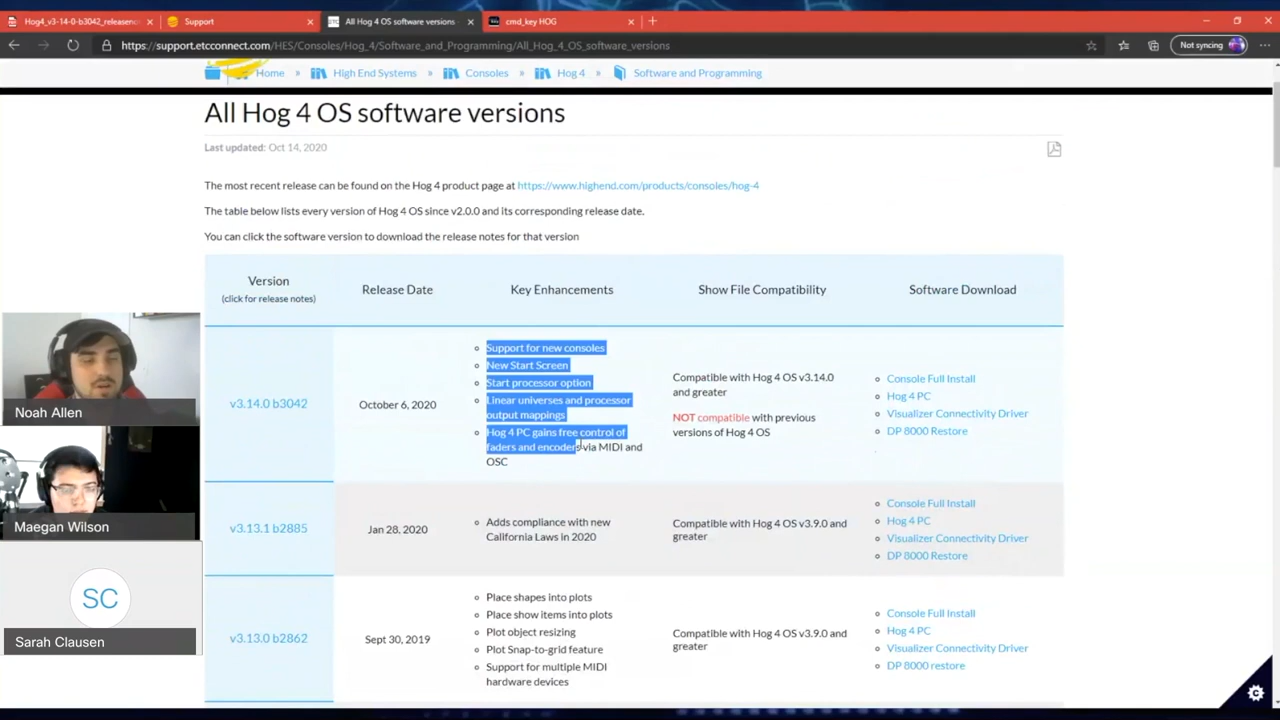 Hog4_v3-14-0-b3042_releasenc
Support
All Hog 4 OS software versions
cmd_key HOG
https://support.etcconnect.com/HES/Consoles/Hog_4/Software_and_Programming/All_Hog_4_OS_software_versions
Not syncing
Home » High End Systems » Consoles » Hog 4 » Software and Programming
All Hog 4 OS software versions
Last updated: Oct 14, 2020
The most recent release can be found on the Hog 4 product page at https://www.highend.com/products/consoles/hog-4
The table below lists every version of Hog 4 OS since v2.0.0 and its corresponding release date.
You can click the software version to download the release notes for that version
Version
(click for release notes)
Release Date
Key Enhancements
Show File Compatibility
Software Download
v3.14.0 b3042
October 6, 2020
Support for new consoles
New Start Screen
Start processor option
Linear universes and processor
output mappings
Hog 4 PC gains free control of
faders and encoders via MIDI and
OSC
Compatible with Hog 4 OS v3.14.0
and greater
NOT compatible with previous
versions of Hog 4 OS
Console Full Install
Hog 4 PC
Visualizer Connectivity Driver
DP 8000 Restore
v3.13.1 b2885
Jan 28, 2020
Adds compliance with new
California Laws in 2020
Compatible with Hog 4 OS v3.9.0 and
greater
Console Full Install
Hog 4 PC
Visualizer Connectivity Driver
DP 8000 Restore
v3.13.0 b2862
Sept 30, 2019
Place shapes into plots
Place show items into plots
Plot object resizing
Plot Snap-to-grid feature
Support for multiple MIDI
hardware devices
Compatible with Hog 4 OS v3.9.0 and
greater
Console Full Install
Hog 4 PC
Visualizer Connectivity Driver
DP 8000 restore
Noah Allen
Maegan Wilson
SC
Sarah Clausen